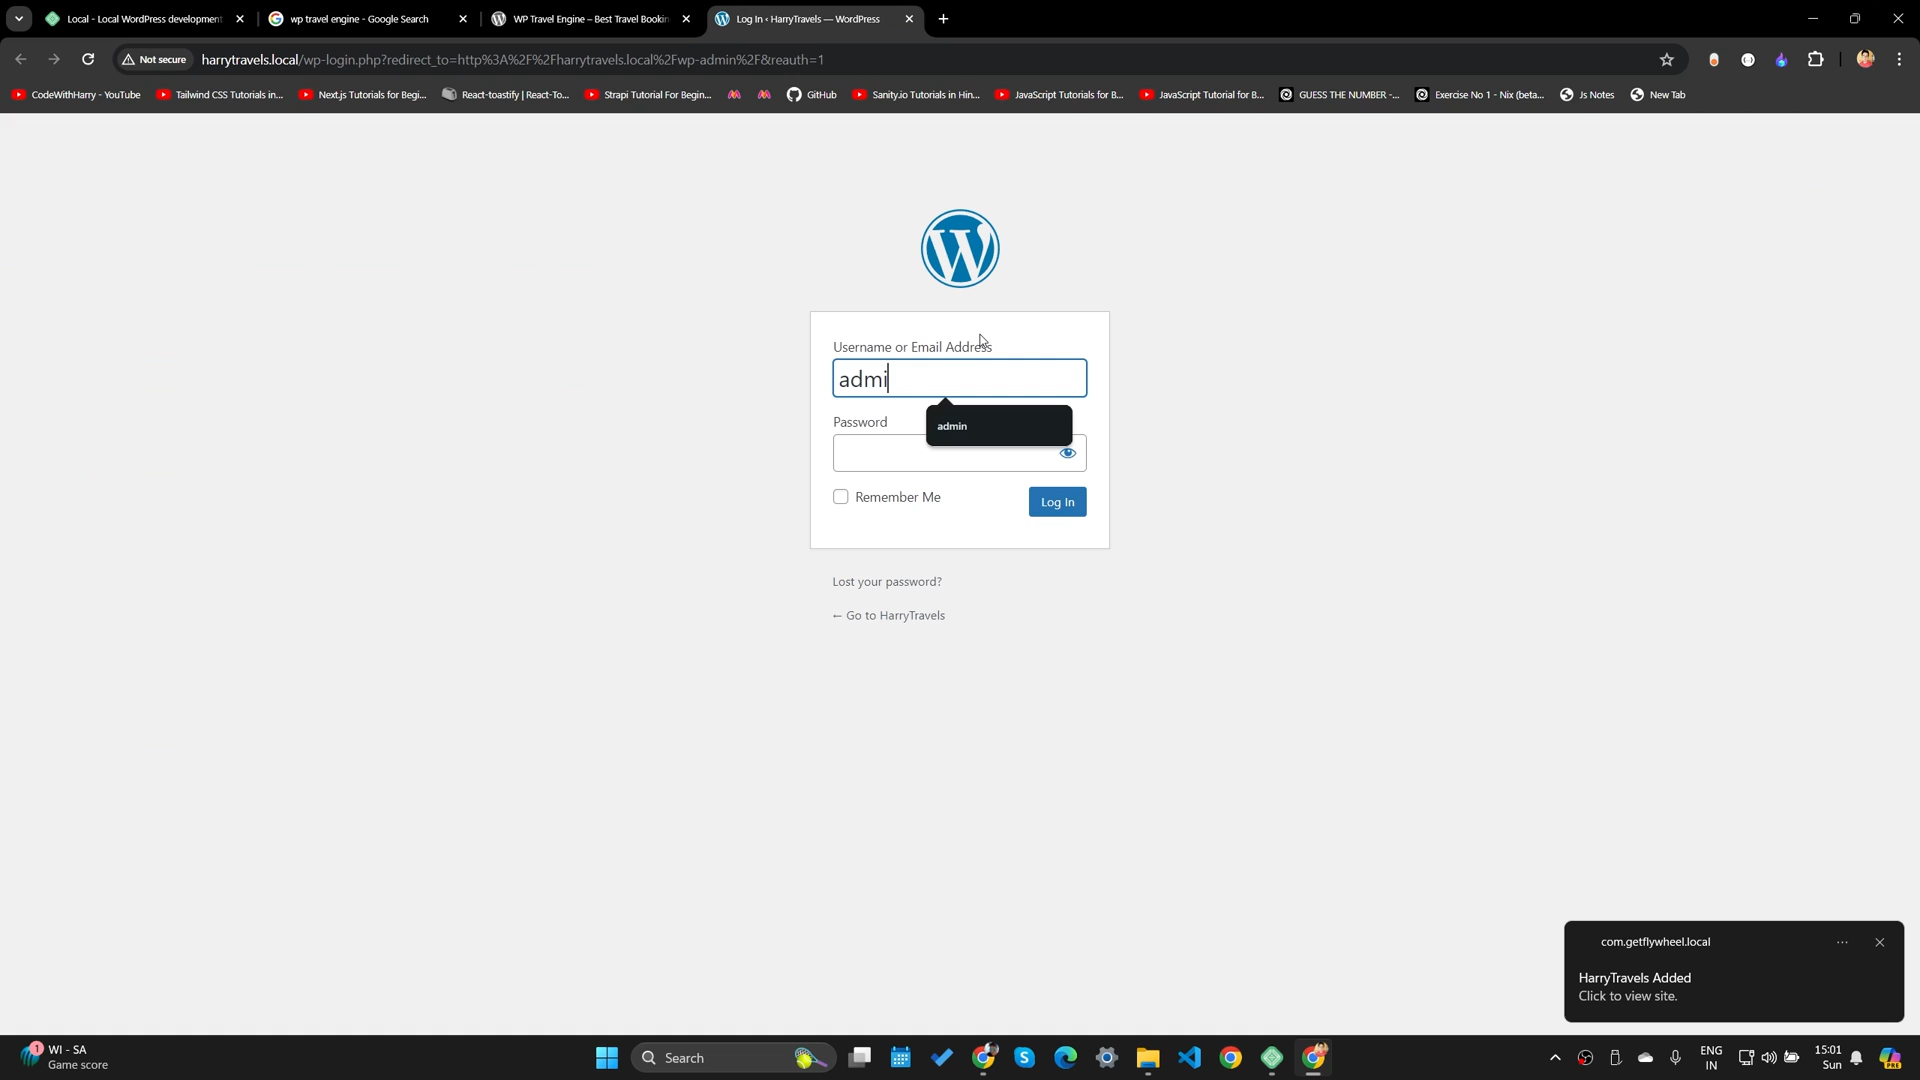 Local - Local WordPress development
wp travel engine - Google Search
WP Travel Engine – Best Travel Bookin
Log In ‹ HarryTravels — WordPress
Not secure
harrytravels.local/wp-login.php?redirect_to=http%3A%2F%2Fharrytravels.local%2Fwp-admin%2F&reauth=1
CodeWithHarry - YouTube
Tailwind CSS Tutorials in...
Next.js Tutorials for Begi...
React-toastify | React-To...
Strapi Tutorial For Begin...
GitHub
Sanity.io Tutorials in Hin...
JavaScript Tutorials for B...
JavaScript Tutorial for B...
GUESS THE NUMBER -...
Exercise No 1 - Nix (beta...
Js Notes
New Tab
Username or Email Address
admi
admin
Password
Remember Me
Log In
Lost your password?
← Go to HarryTravels
com.getflywheel.local
HarryTravels Added
Click to view site.
1
WI - SA
Game score
Search
ENG
IN
15:01
Sun
PRE